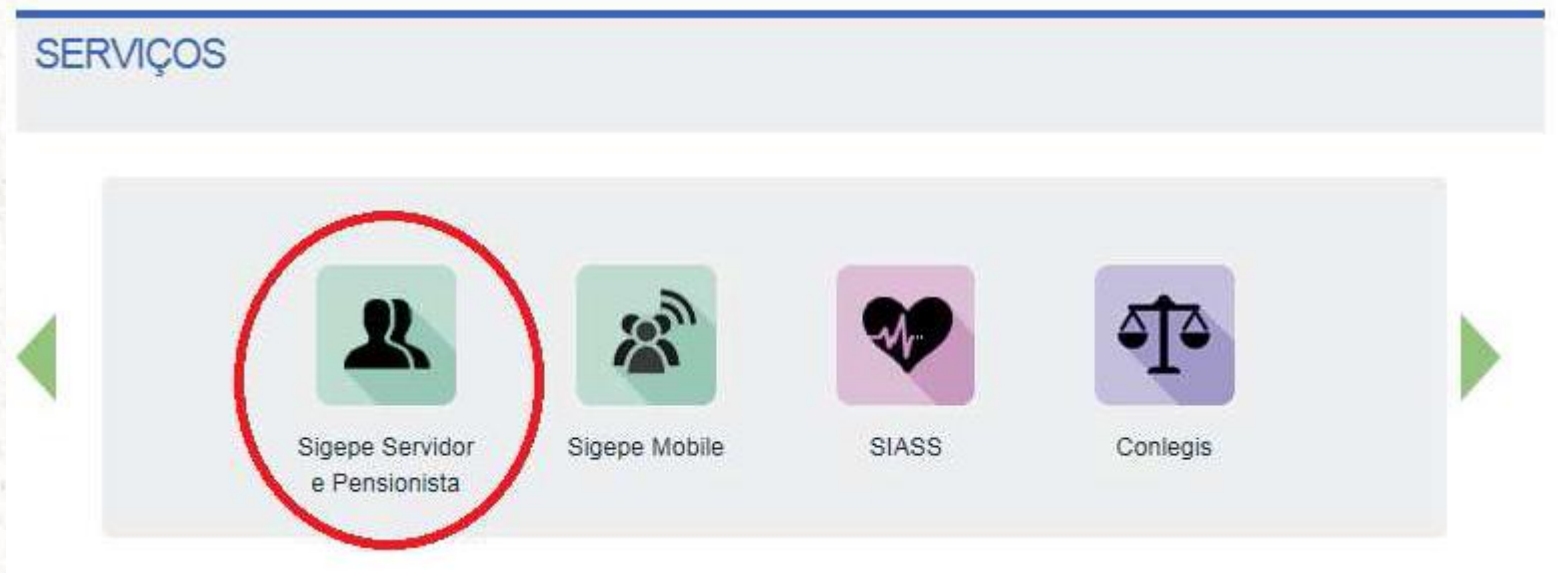 SERVIÇOS
Sigepe Servidor
e Pensionista
Sigepe Mobile
SIASS
Conlegis